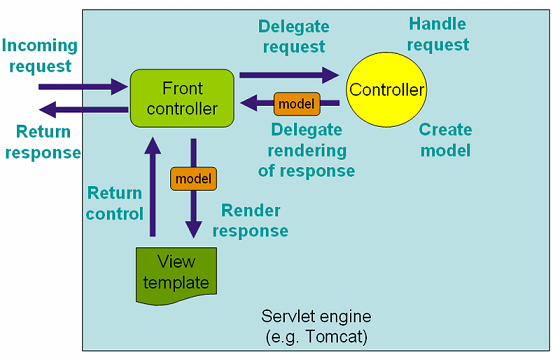 Incoming
request
Return
response
Front
controller
Delegate
request
Handle
request
Controller
model
Delegate
rendering
of response
Create
model
model
Return
control
Render
response
View
template
Servlet engine
(e.g. Tomcat)